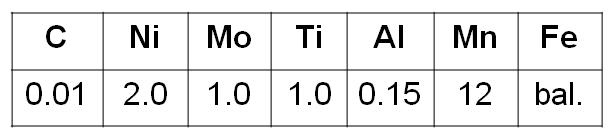 C Ni Mo Ti Al Mn Fe
0.01 2.0 1.0 1.0 0.15 12 bal.